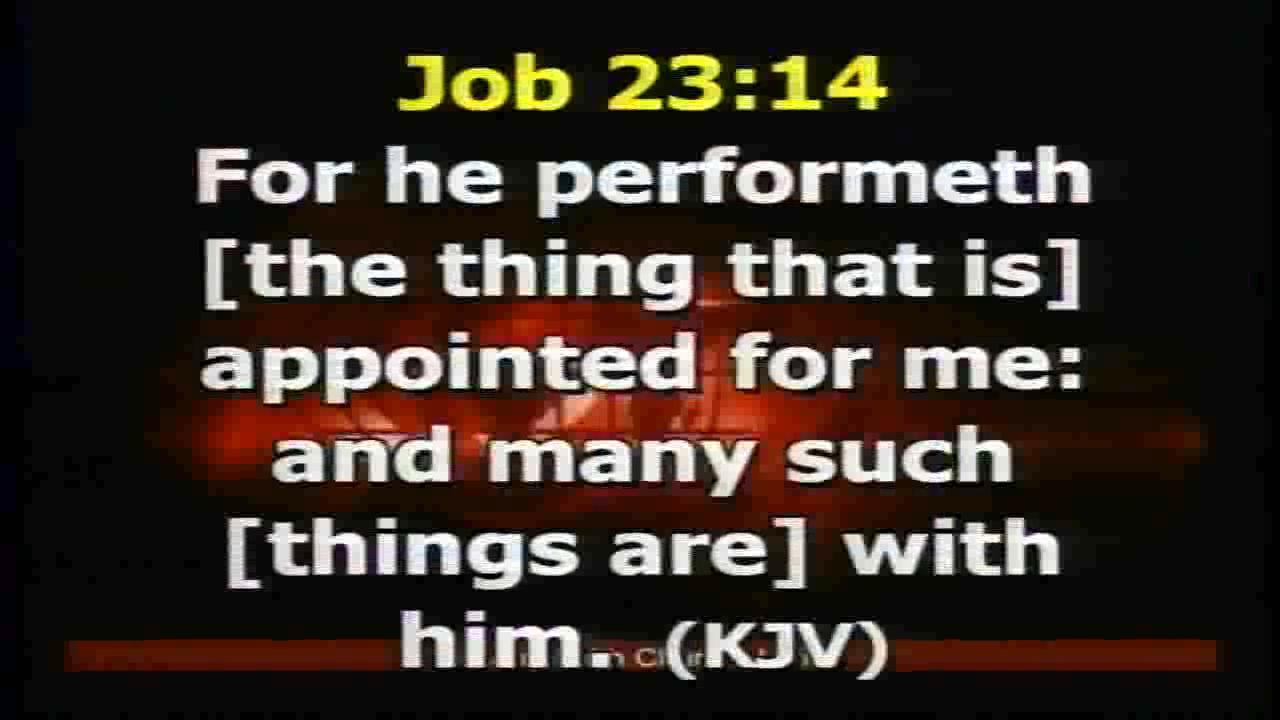 Job 23:14
For he performeth
[the thing that is]
appointed for me:
and many such
[things are] with
him. (KJV)